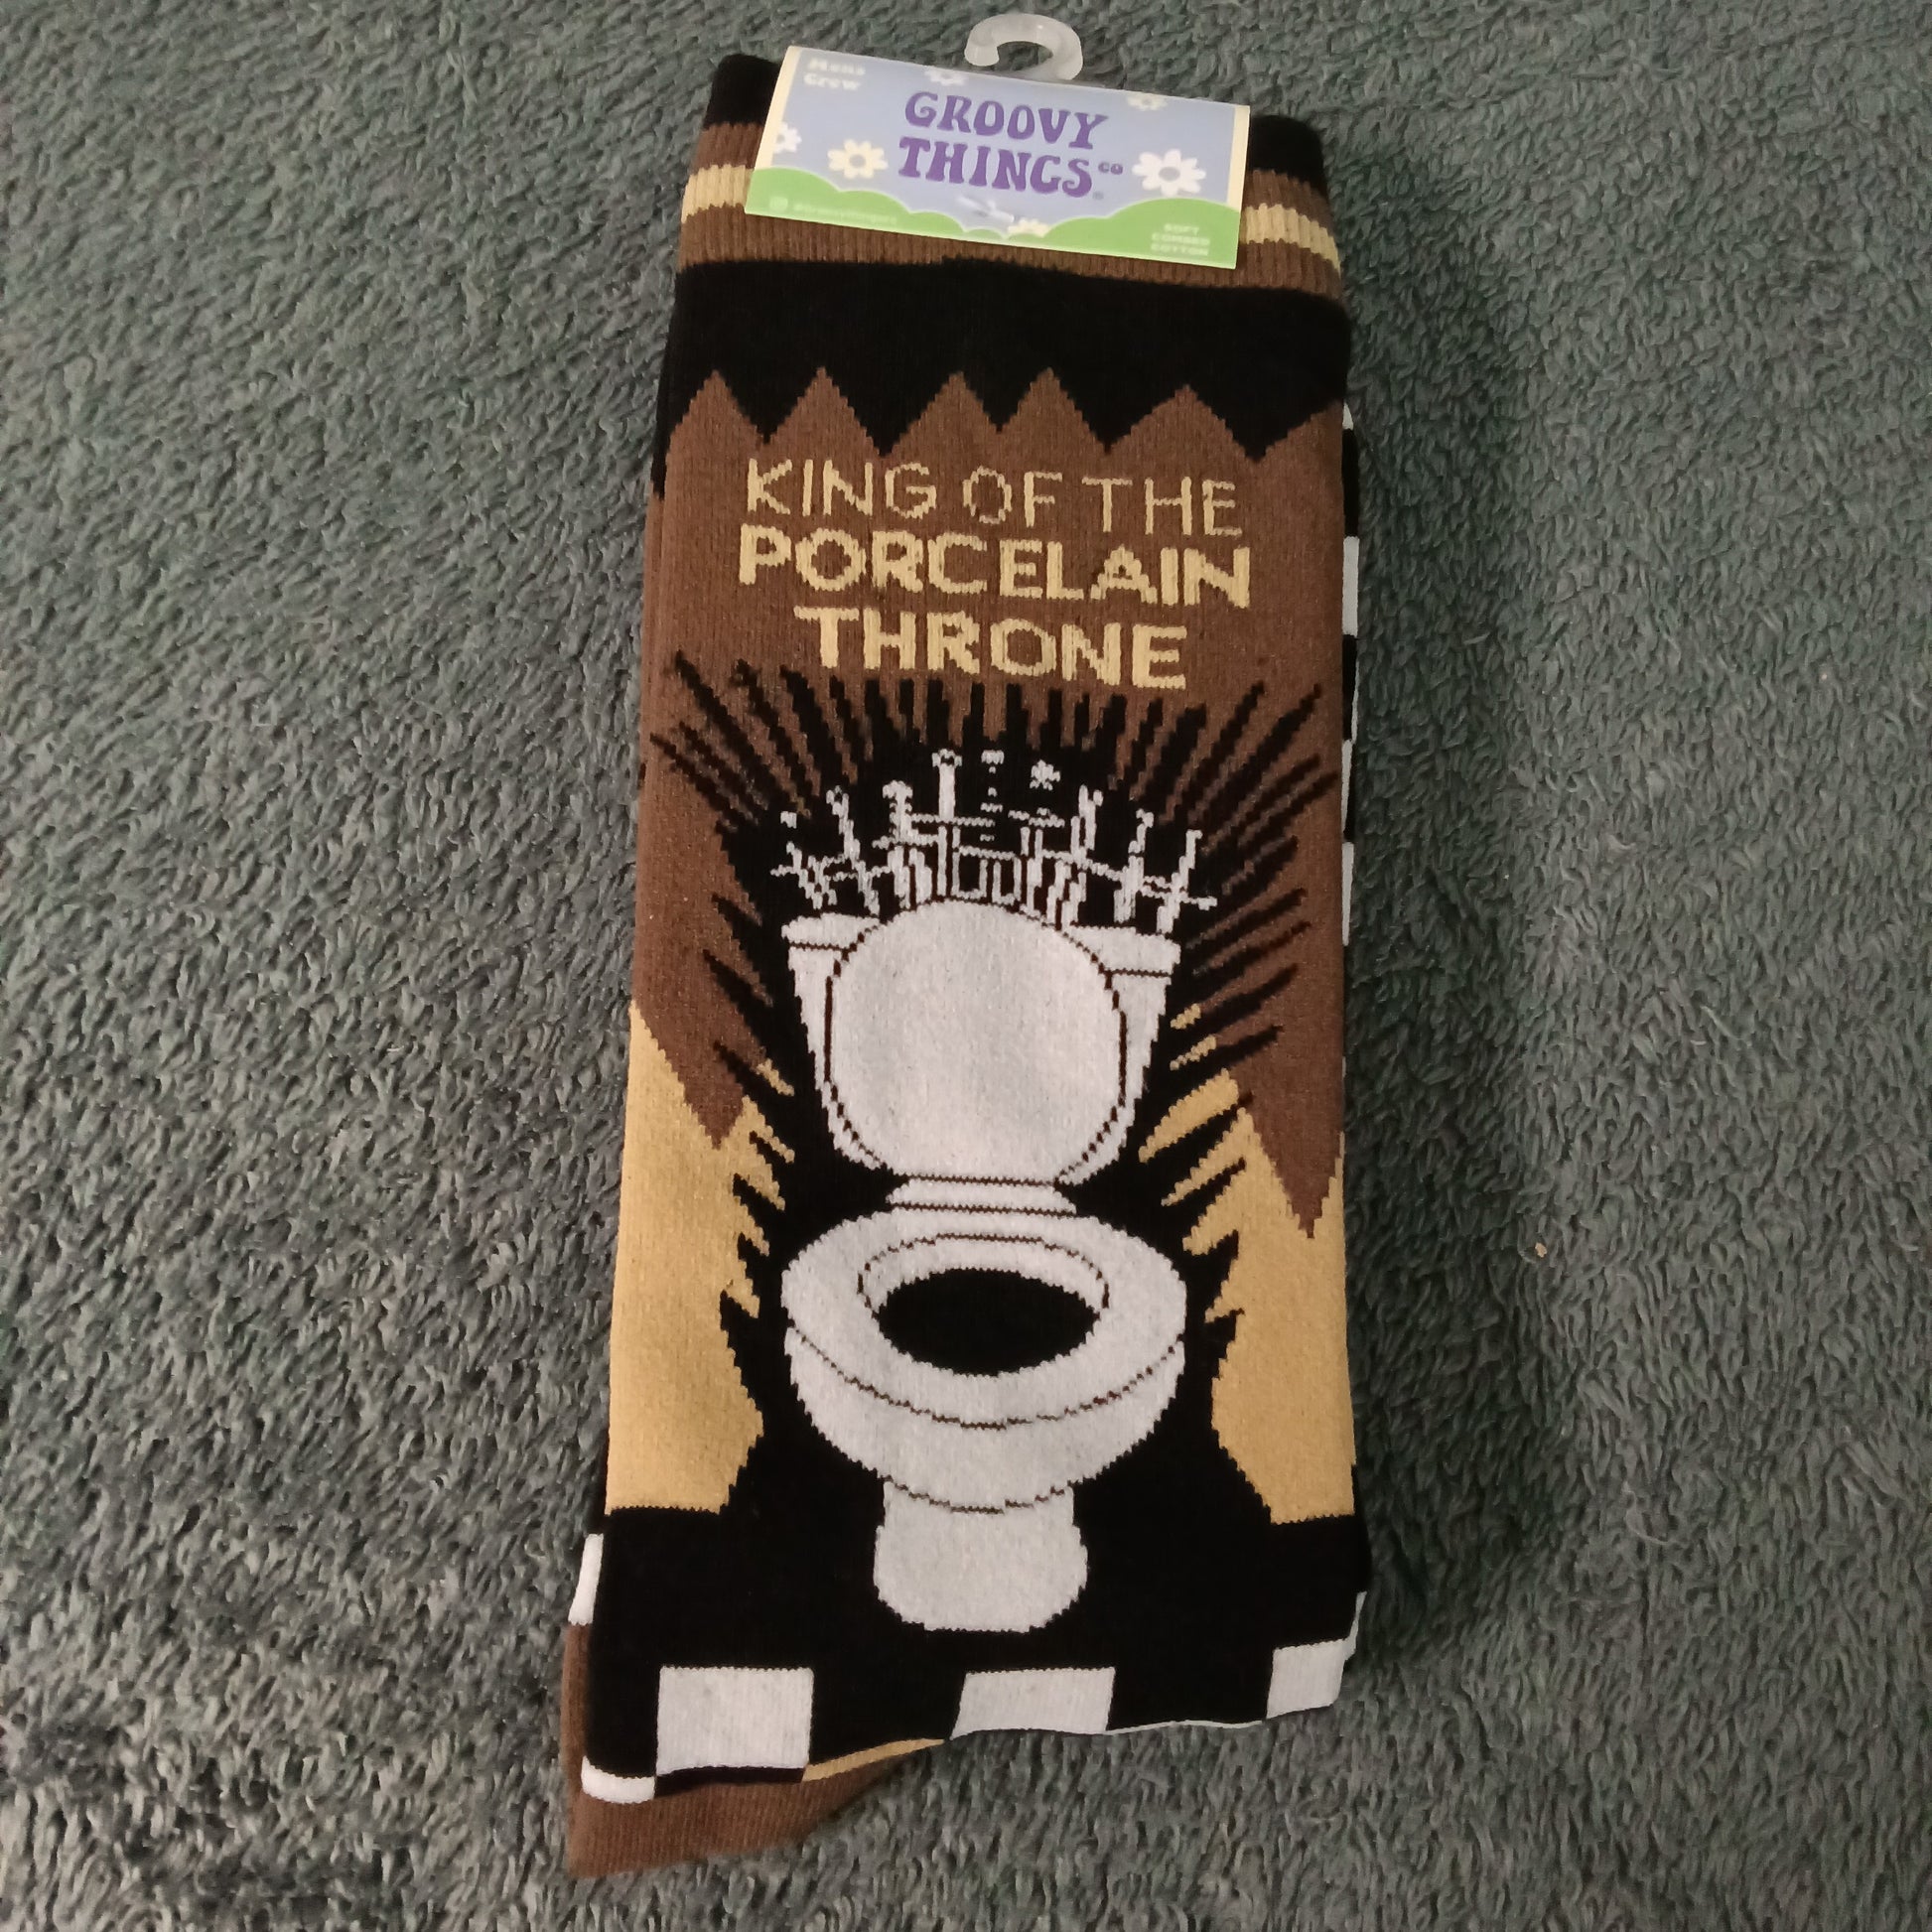 Mens
Crew
GROOVY
THINGS CO
SOFT
COMBED
COTTON
KING OF THE
PORCELAIN
THRONE